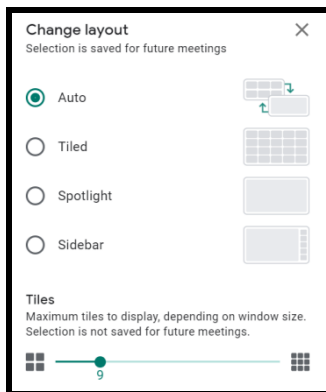 Change layout
Selection is saved for future meetings
Auto
Tiled
Spotlight
Sidebar
Tiles
Maximum tiles to display, depending on window size.
Selection is not saved for future meetings.
9